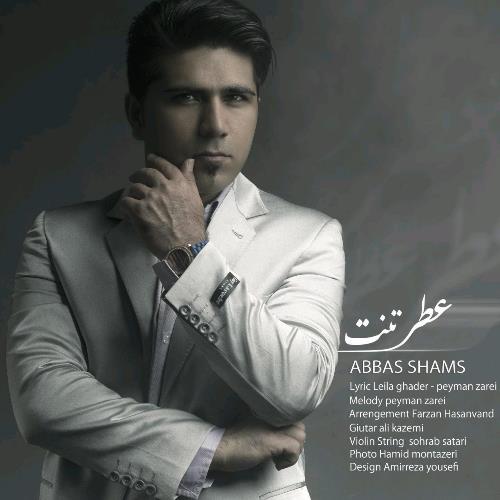 عطر تنت
ABBAS SHAMS
Lyric Leila ghader - peyman zarei
Melody peyman zarei
Arrengement Farzan Hasanvand
Giutar ali kazemi
Violin String sohrab satari
Photo Hamid montazeri
Design Amirreza yousefi